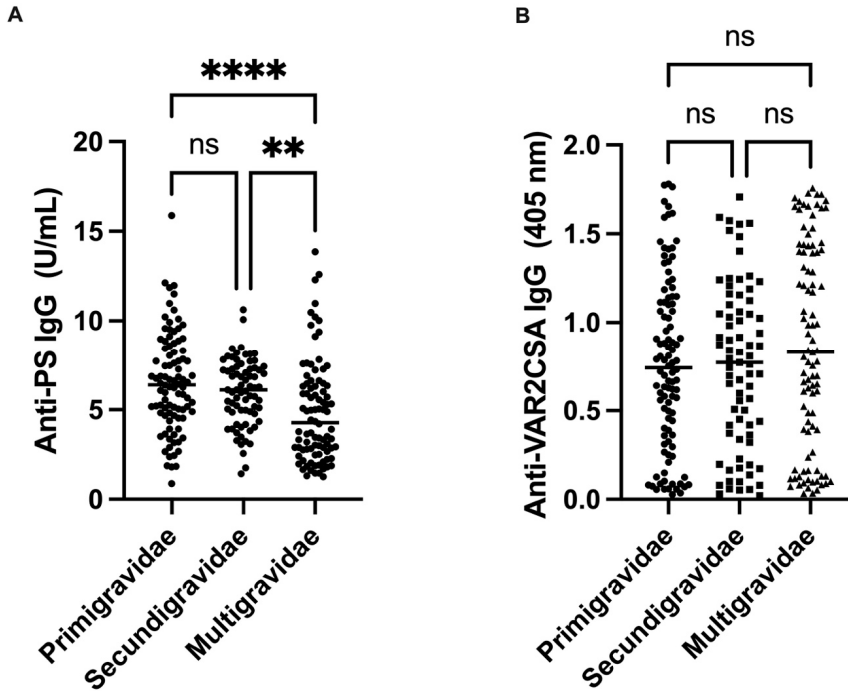 A
Anti-PS IgG (U/mL)
20
15
10
5
0
****
ns
**
Primigravidae
Secundigravidae
Multigravidae
B
Anti-VAR2CSA IgG (405 nm)
2.0
1.5
1.0
0.5
0.0
ns
ns
ns
Primigravidae
Secundigravidae
Multigravidae